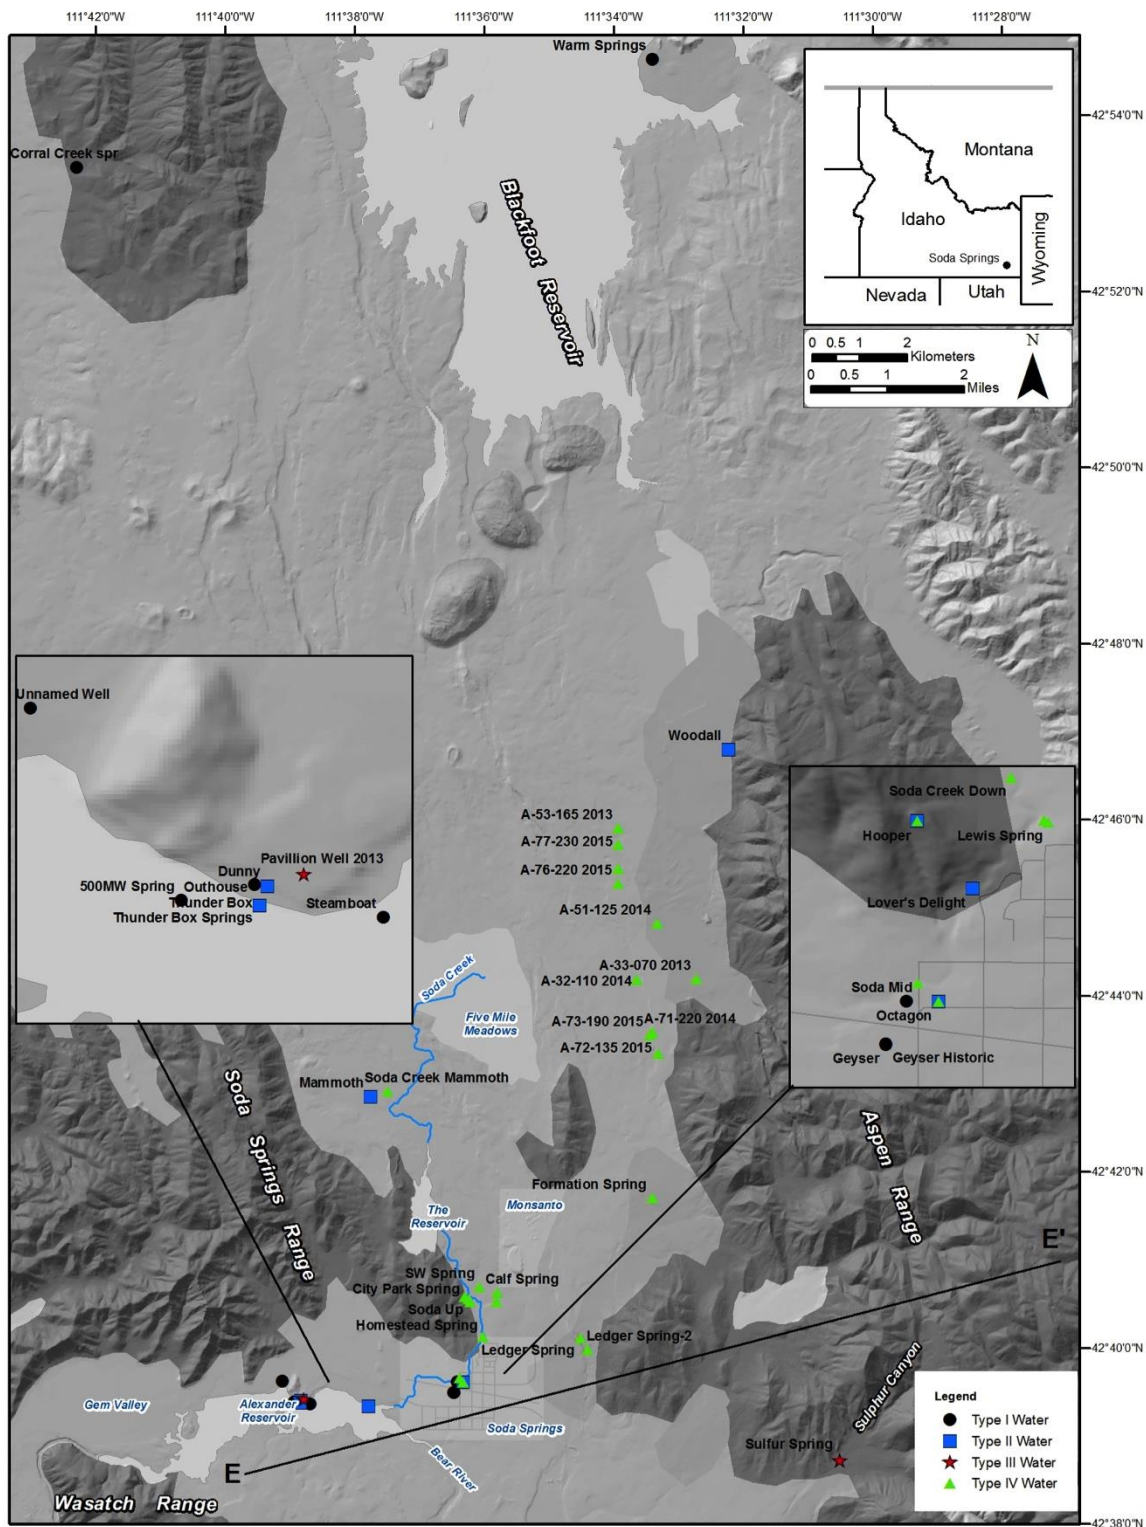 111°42'0"W
111°40'0"W
111°38'0"W
111°36'0"W
111°34'0"W
111°32'0"W
111°30'0"W
111°28'0"W
Warm Springs
42°54'0"N
Corral Creek spr
Blackfoot Reservoir
Montana
Idaho
Wyoming
Soda Springs
Nevada
Utah
42°52'0"N
0 0.5 1 2
Kilometers
0 0.5 1 2
Miles
N
42°50'0"N
42°48'0"N
Unnamed Well
Pavillion Well 2013
Dunny
500MW Spring
Outhouse
Thunder Box
Thunder Box Springs
Steamboat
Woodall
42°46'0"N
A-53-165 2013
A-77-230 2015
A-76-220 2015
A-51-125 2014
A-33-070 2013
A-32-110 2014
A-73-190 2015
A-71-220 2014
A-72-135 2015
Soda Creek Down
Hooper
Lewis Spring
Lover's Delight
Soda Mid
Octagon
Geyser
Geyser Historic
42°44'0"N
Soda Creek
Five Mile
Meadows
Mammoth
Soda Creek Mammoth
Soda Springs Range
Aspen Range
42°42'0"N
Formation Spring
Monsanto
The
Reservoir
E'
SW Spring
Calf Spring
City Park Spring
Soda Up
Homestead Spring
Ledger Spring-2
Ledger Spring
42°40'0"N
Gem Valley
Alexander
Reservoir
Soda Springs
Bear River
E
Wasatch Range
Sulphur Canyon
Sulfur Spring
Legend
Type I Water
Type II Water
Type III Water
Type IV Water
42°38'0"N